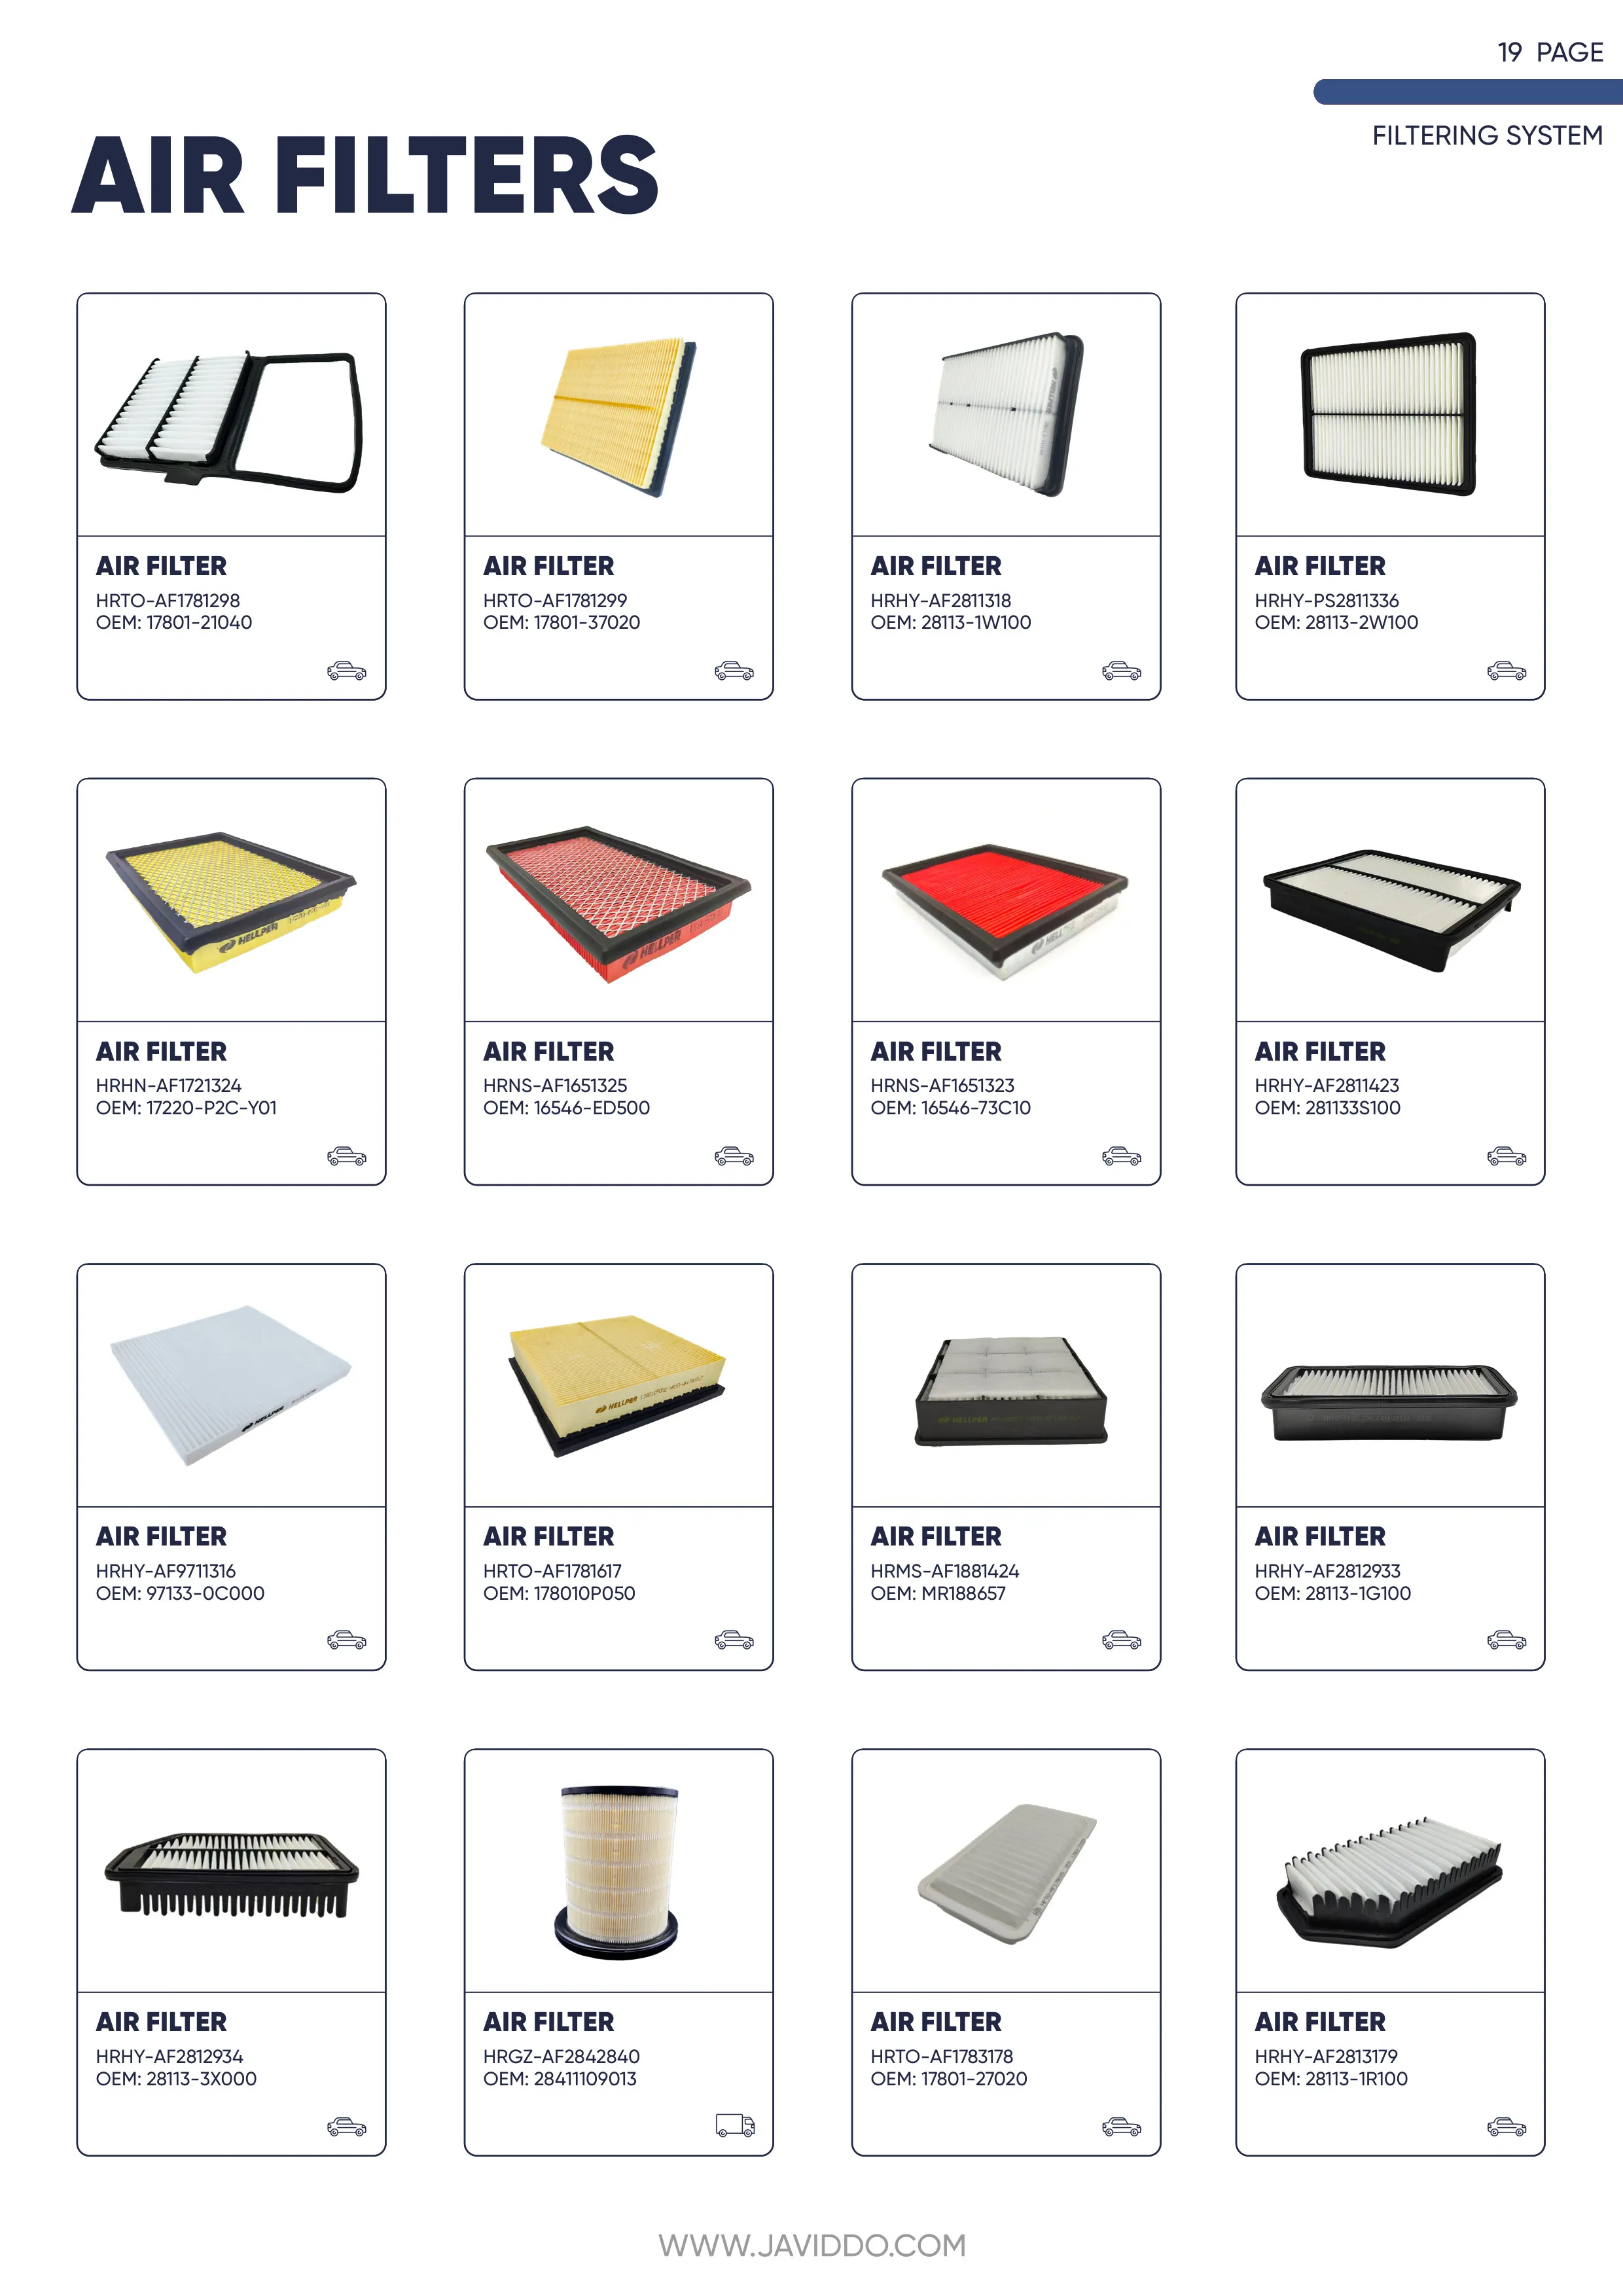 19 PAGE
FILTERING SYSTEM
AIR FILTERS
AIR FILTER
HRTO-AF1781298
OEM: 17801-21040
AIR FILTER
HRTO-AF1781299
OEM: 17801-37020
AIR FILTER
HRHY-AF2811318
OEM: 28113-1W100
AIR FILTER
HRHY-PS2811336
OEM: 28113-2W100
HELLPER
HELLPER
AIR FILTER
HRHN-AF1721324
OEM: 17220-P2C-Y01
AIR FILTER
HRNS-AF1651325
OEM: 16546-ED500
AIR FILTER
HRNS-AF1651323
OEM: 16546-73C10
AIR FILTER
HRHY-AF2811423
OEM: 281133S100
HELLPER
HELLPER
HELLPER
AIR FILTER
HRHY-AF9711316
OEM: 97133-0C000
AIR FILTER
HRTO-AF1781617
OEM: 178010P050
AIR FILTER
HRMS-AF1881424
OEM: MR188657
AIR FILTER
HRHY-AF2812933
OEM: 28113-1G100
AIR FILTER
HRHY-AF2812934
OEM: 28113-3X000
AIR FILTER
HRGZ-AF2842840
OEM: 28411109013
AIR FILTER
HRTO-AF1783178
OEM: 17801-27020
AIR FILTER
HRHY-AF2813179
OEM: 28113-1R100
WWW.JAVIDDO.COM